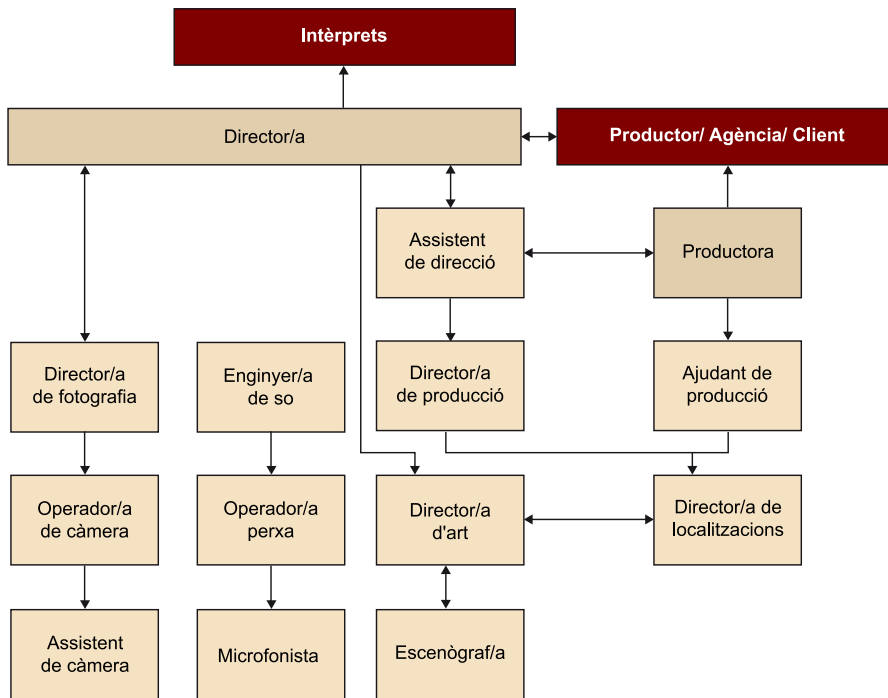 Intèrprets
Director/a
Productor/ Agència/ Client
Assistent
de direcció
Productora
Director/a
de fotografia
Enginyer/a
de so
Director/a
de producció
Ajudant de
producció
Operador/a
de càmera
Operador/a
perxa
Director/a
d'art
Director/a de
localitzacions
Assistent
de càmera
Microfonista
Escenògraf/a